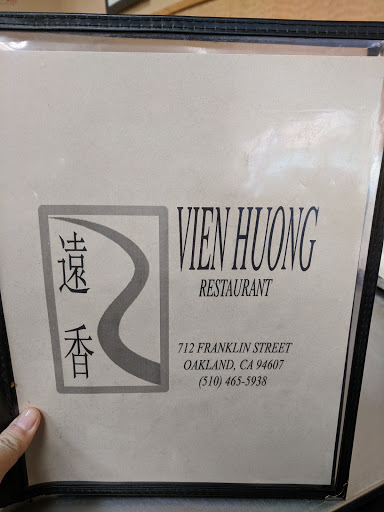 遠香
VIEN HUONG
RESTAURANT
712 FRANKLIN STREET
OAKLAND, CA 94607
(510) 465-5938